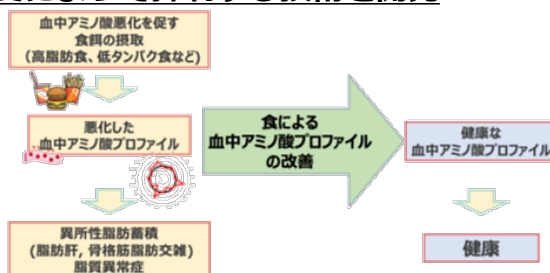 血中アミノ酸悪化を促す
食餌の摂取
(高脂肪食、低タンパク食など)
悪化した
血中アミノ酸プロファイル
異所性脂肪蓄積
(脂肪肝, 骨格筋脂肪交雑)
脂質異常症
食による
血中アミノ酸プロファイル
の改善
健康な
血中アミノ酸プロファイル
健康